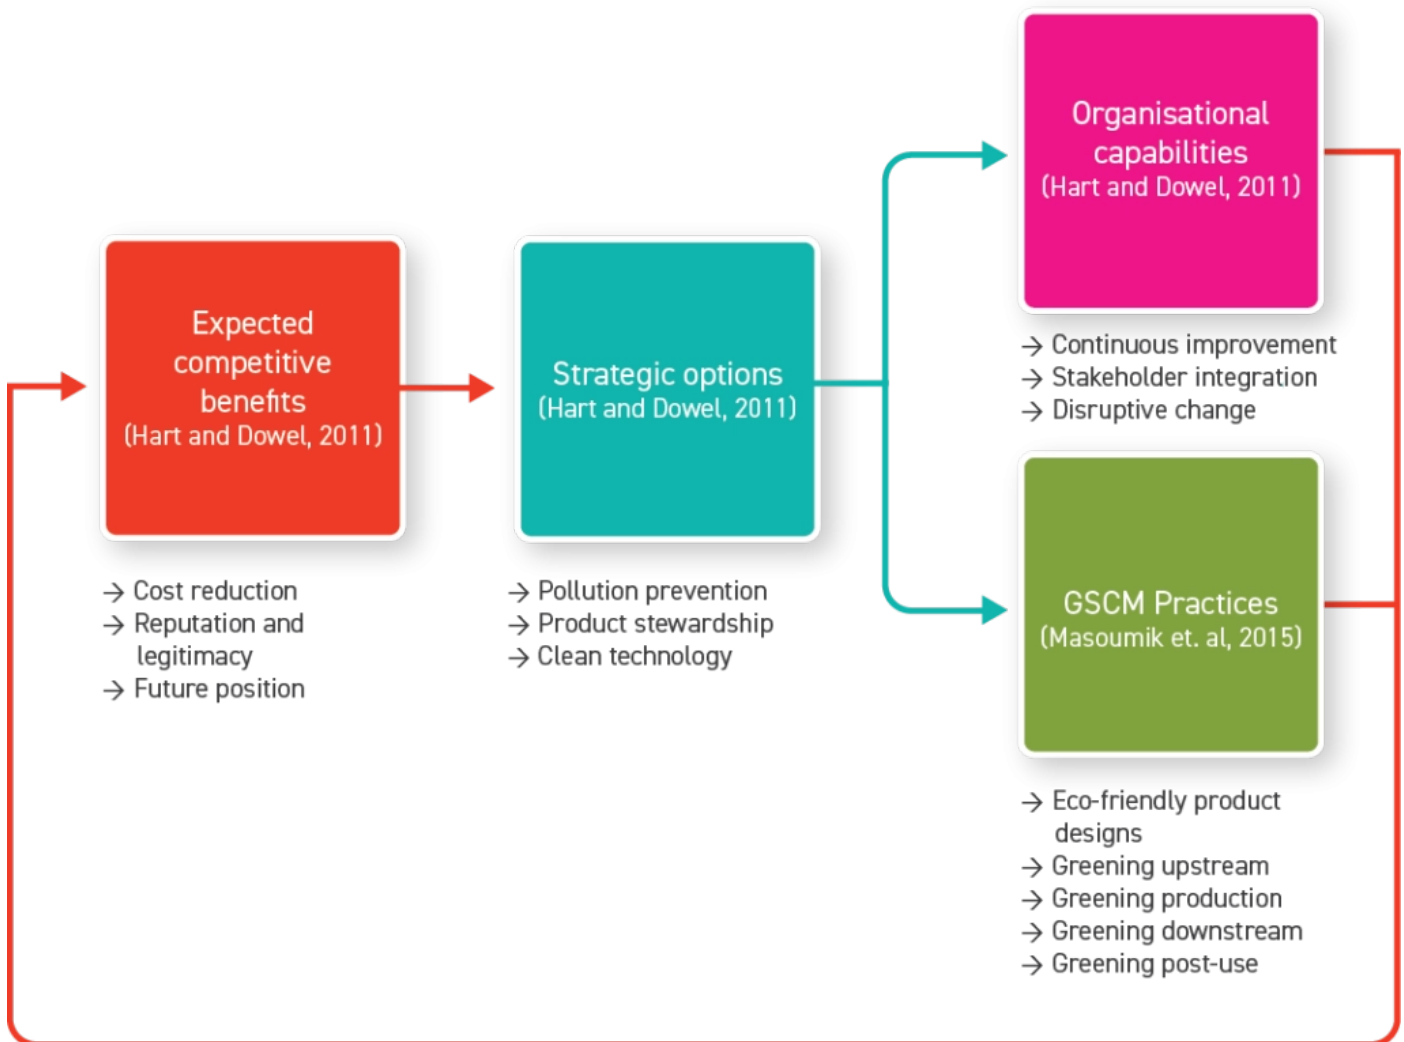 Expected
competitive
benefits
(Hart and Dowel, 2011)
→ Cost reduction
→ Reputation and
legitimacy
→ Future position
Strategic options
(Hart and Dowel, 2011)
→ Pollution prevention
→ Product stewardship
→ Clean technology
Organisational
capabilities
(Hart and Dowel, 2011)
→ Continuous improvement
→ Stakeholder integration
→ Disruptive change
GSCM Practices
(Masoumik et. al, 2015)
→ Eco-friendly product
designs
→ Greening upstream
→ Greening production
→ Greening downstream
→ Greening post-use